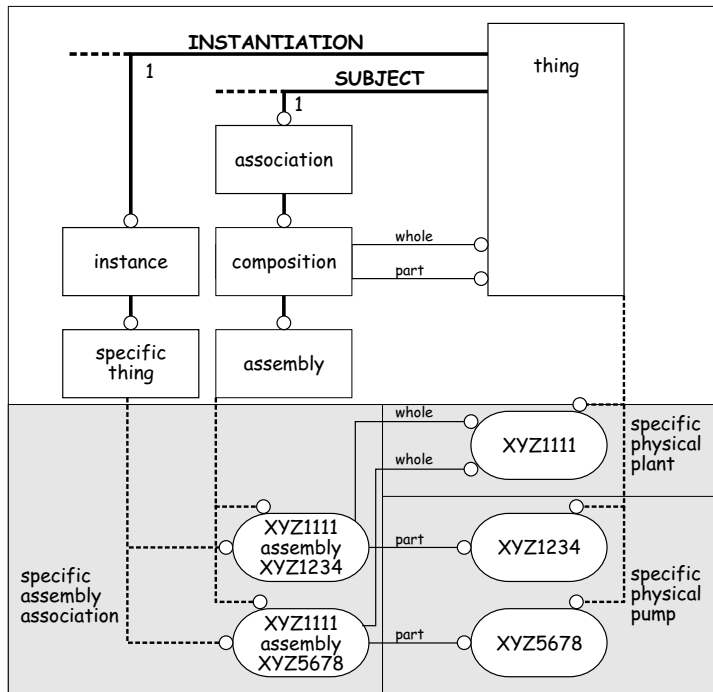 INSTANTIATION
1
SUBJECT
1
thing
association
instance
composition
whole
part
specific
thing
assembly
whole
whole
XYZ1111
specific
physical
plant
XYZ1111
assembly
XYZ1234
part
XYZ1234
specific
assembly
association
XYZ1111
assembly
XYZ5678
part
XYZ5678
specific
physical
pump